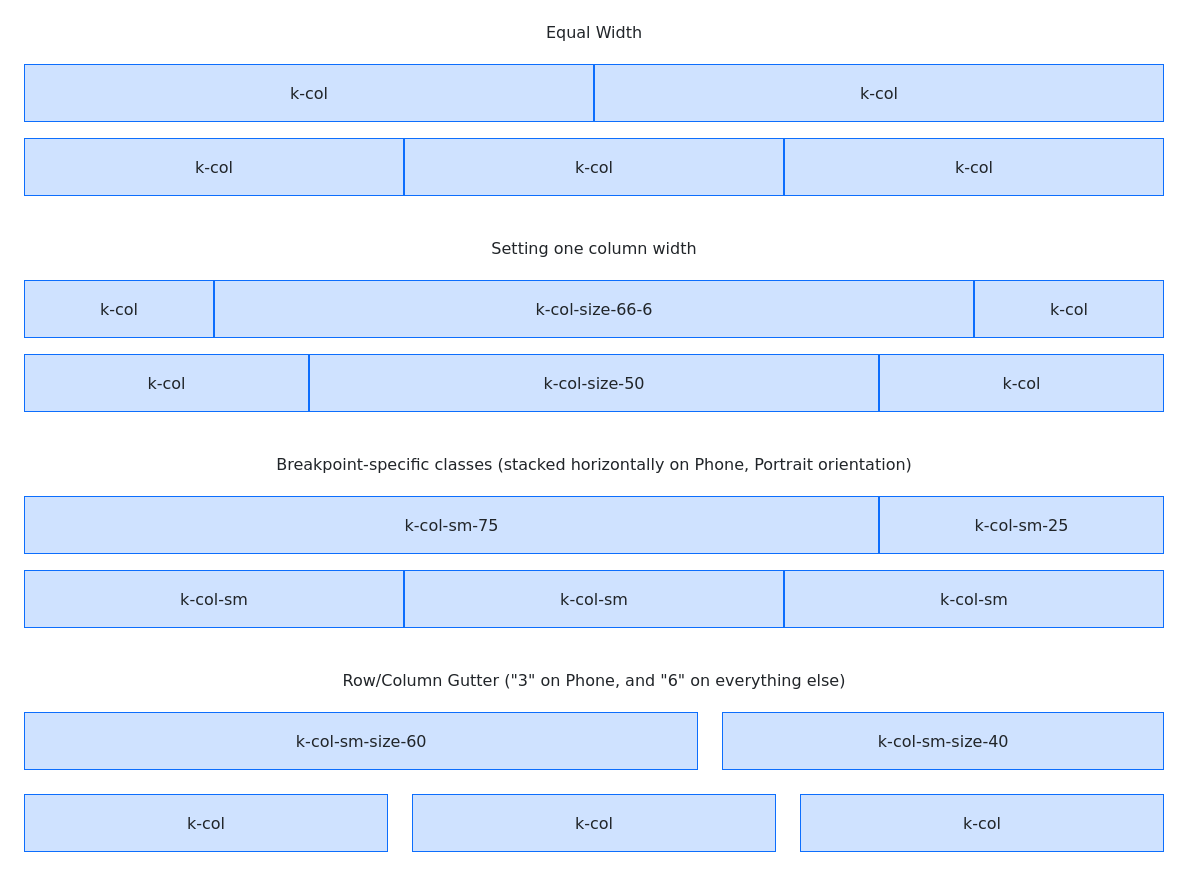 Equal Width
k-col k-col
k-col k-col k-col
Setting one column width
k-col k-col-size-66-6 k-col
k-col k-col-size-50 k-col
Breakpoint-specific classes (stacked horizontally on Phone, Portrait orientation)
k-col-sm-75 k-col-sm-25
k-col-sm k-col-sm k-col-sm
Row/Column Gutter ("3" on Phone, and "6" on everything else)
k-col-sm-size-60 k-col-sm-size-40
k-col k-col k-col